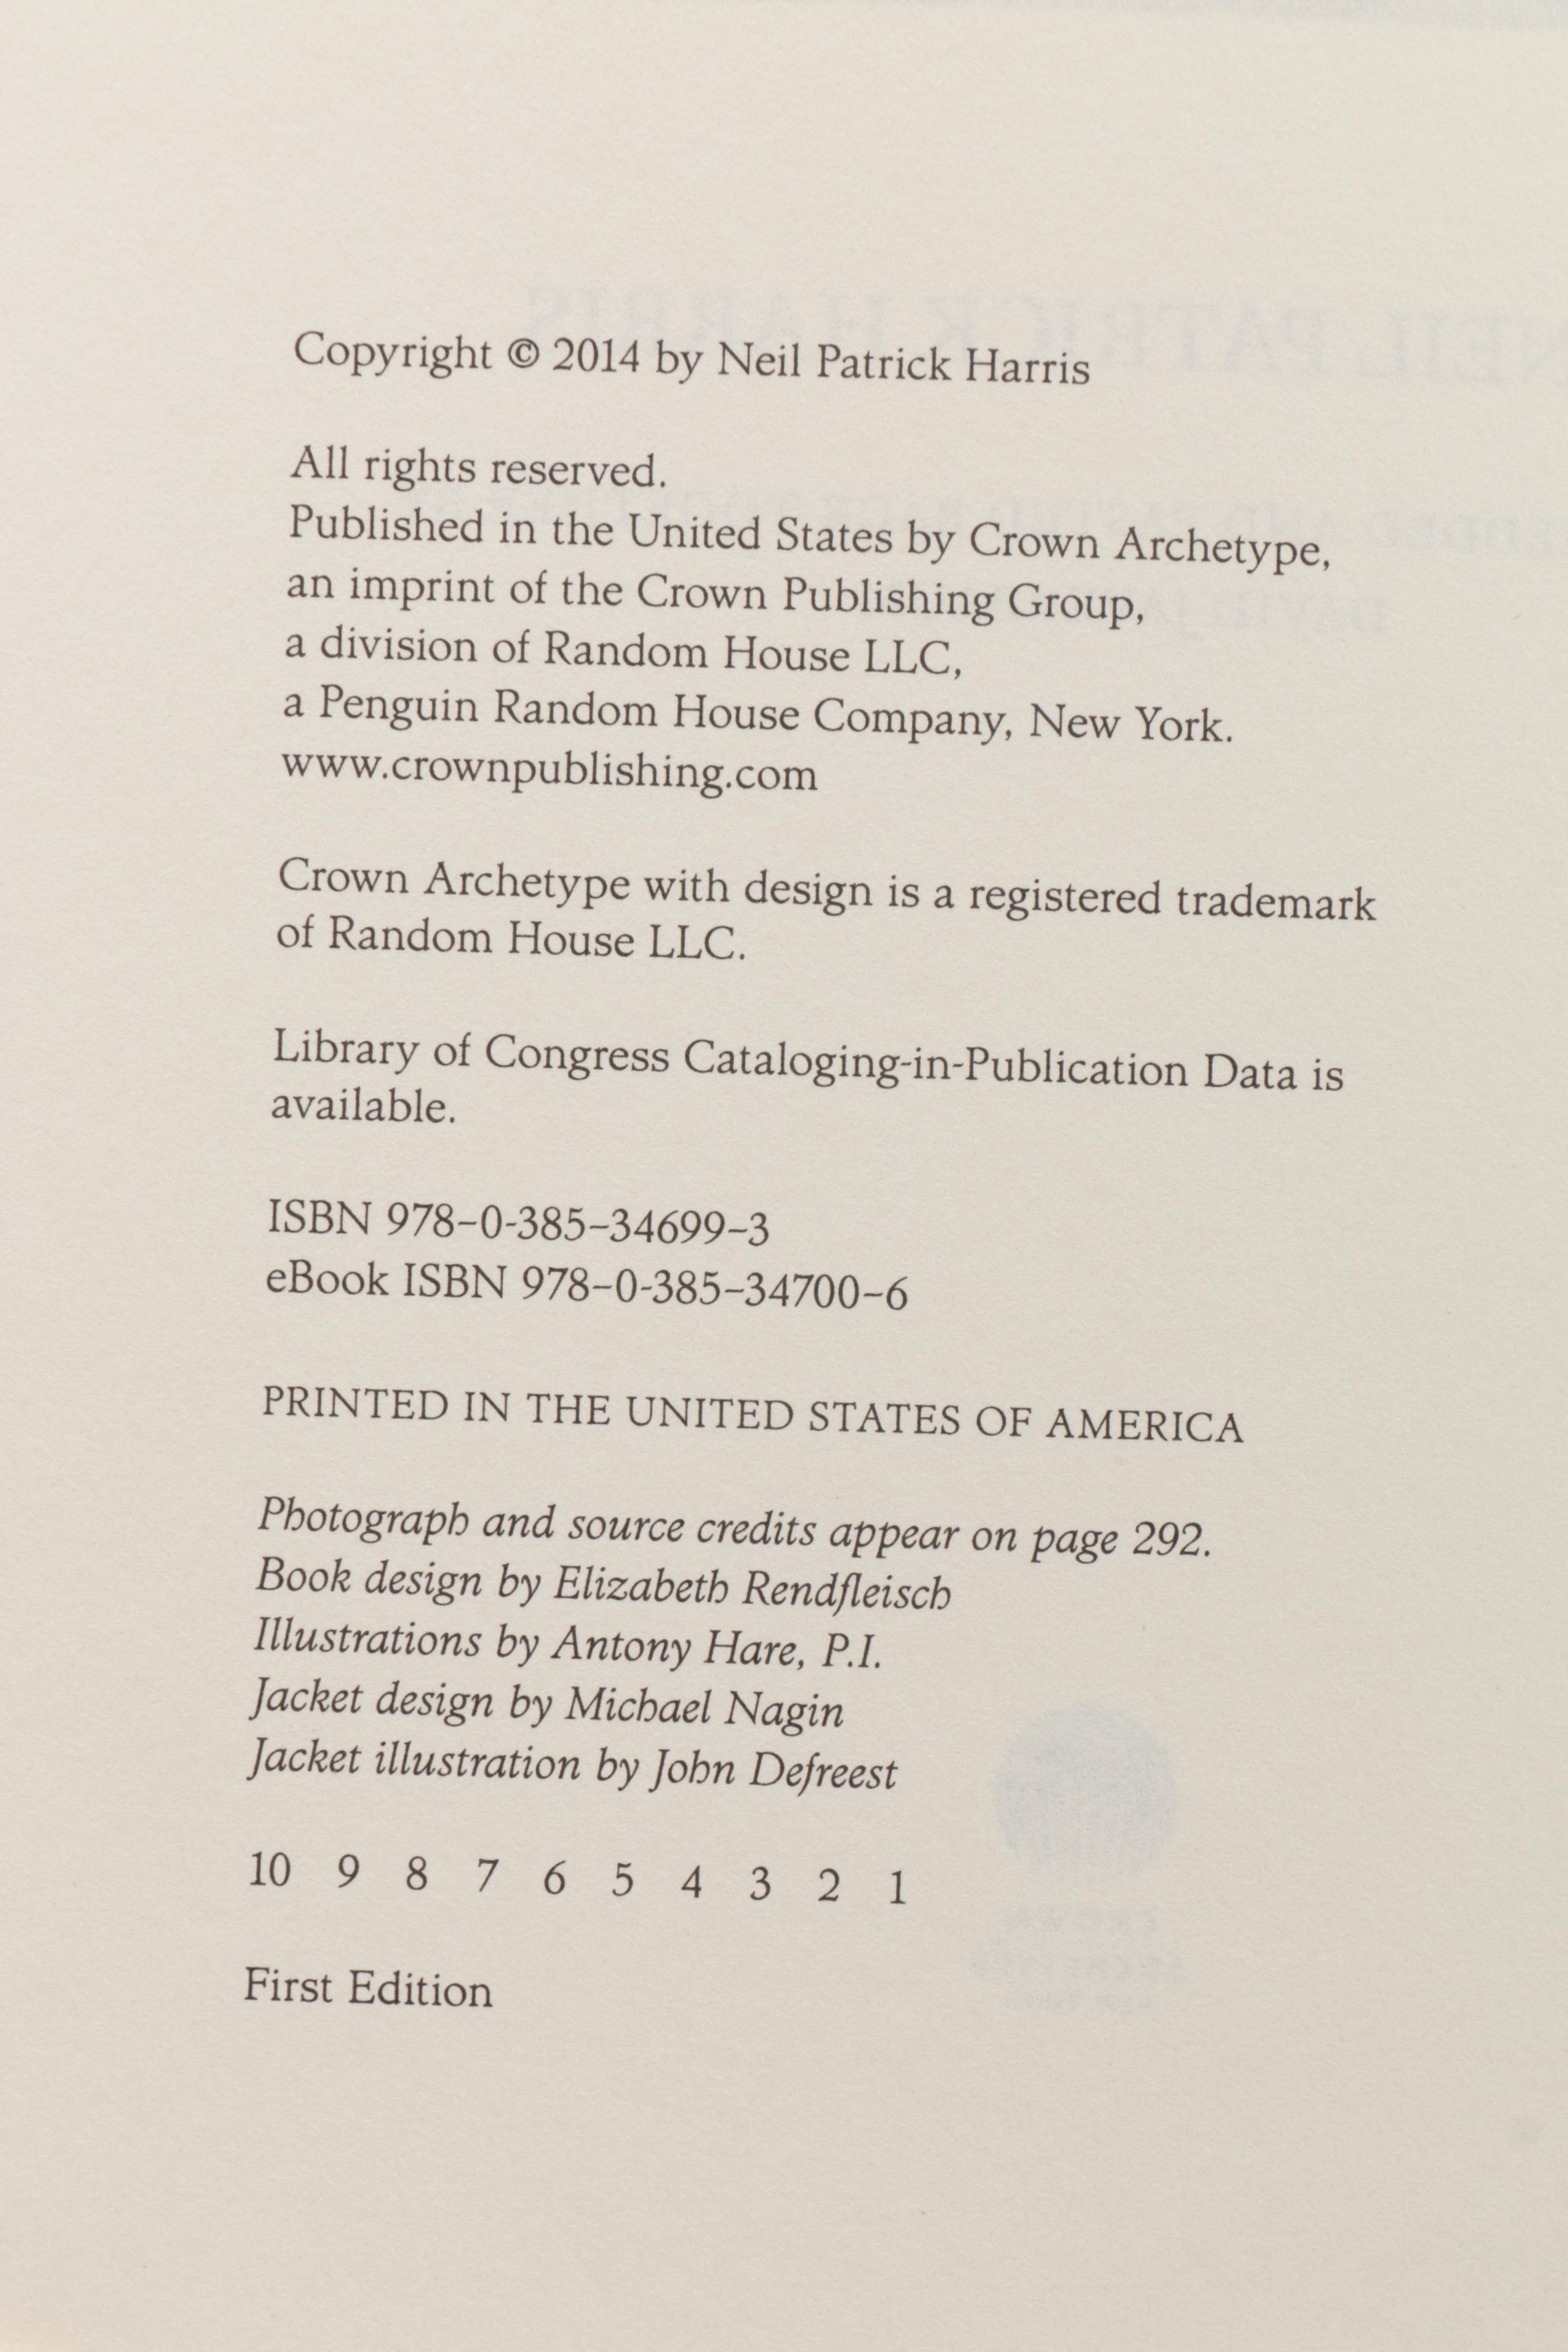 Copyright © 2014 by Neil Patrick Harris
All rights reserved.
Published in the United States by Crown Archetype,
an imprint of the Crown Publishing Group,
a division of Random House LLC,
a Penguin Random House Company, New York.
www.crownpublishing.com
Crown Archetype with design is a registered trademark
of Random House LLC.
Library of Congress Cataloging-in-Publication Data is
available.
ISBN 978–0-385–34699–3
eBook ISBN 978–0-385–34700–6
PRINTED IN THE UNITED STATES OF AMERICA
Photograph and source credits appear on page 292.
Book design by Elizabeth Rendfleisch
Illustrations by Antony Hare, P.I.
Jacket design by Michael Nagin
Jacket illustration by John Defreest
10 9 8 7 6 5 4 3 2 1
First Edition